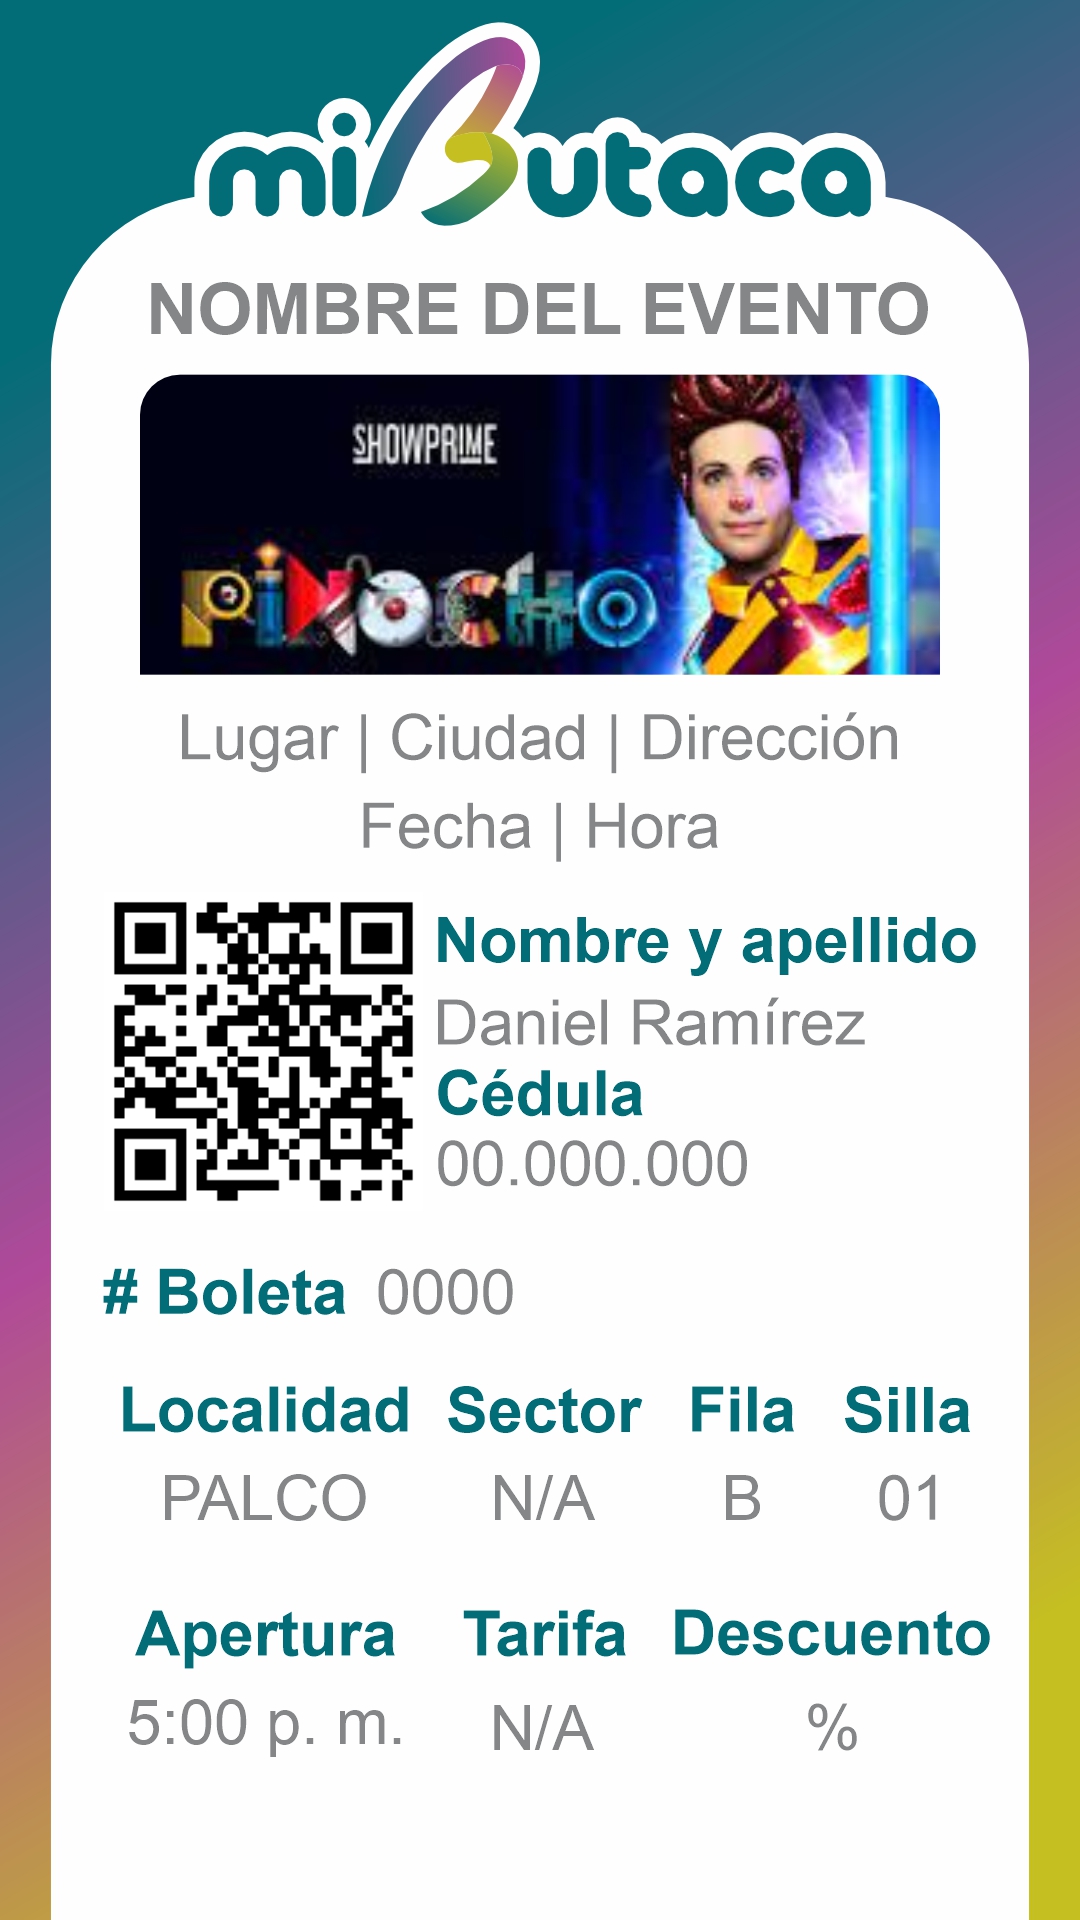 miButaca
NOMBRE DEL EVENTO
SHOWPRIME
PINOCHO
Lugar | Ciudad | Dirección
Fecha | Hora
Nombre y apellido
Daniel Ramírez
Cédula
00.000.000
# Boleta 0000
Localidad Sector Fila Silla
PALCO N/A B 01
Apertura Tarifa Descuento
5:00 p. m. N/A %